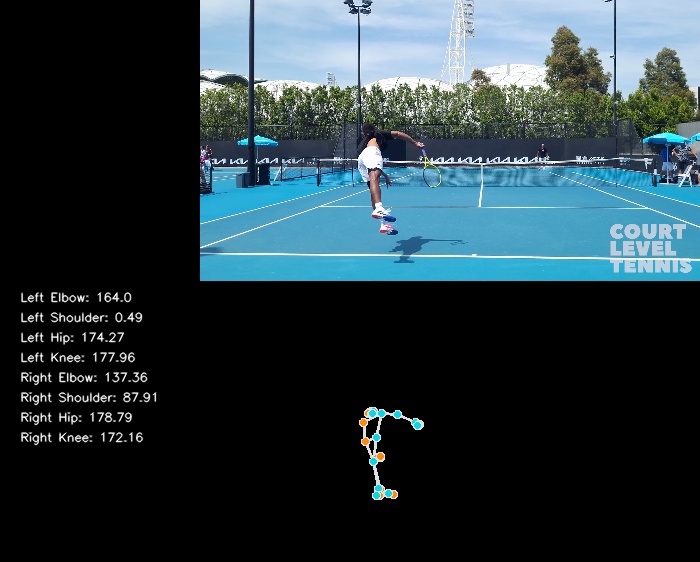 COURT
LEVEL
TENNIS
Left Elbow: 164.0
Left Shoulder: 0.49
Left Hip: 174.27
Left Knee: 177.96
Right Elbow: 137.36
Right Shoulder: 87.91
Right Hip: 178.79
Right Knee: 172.16